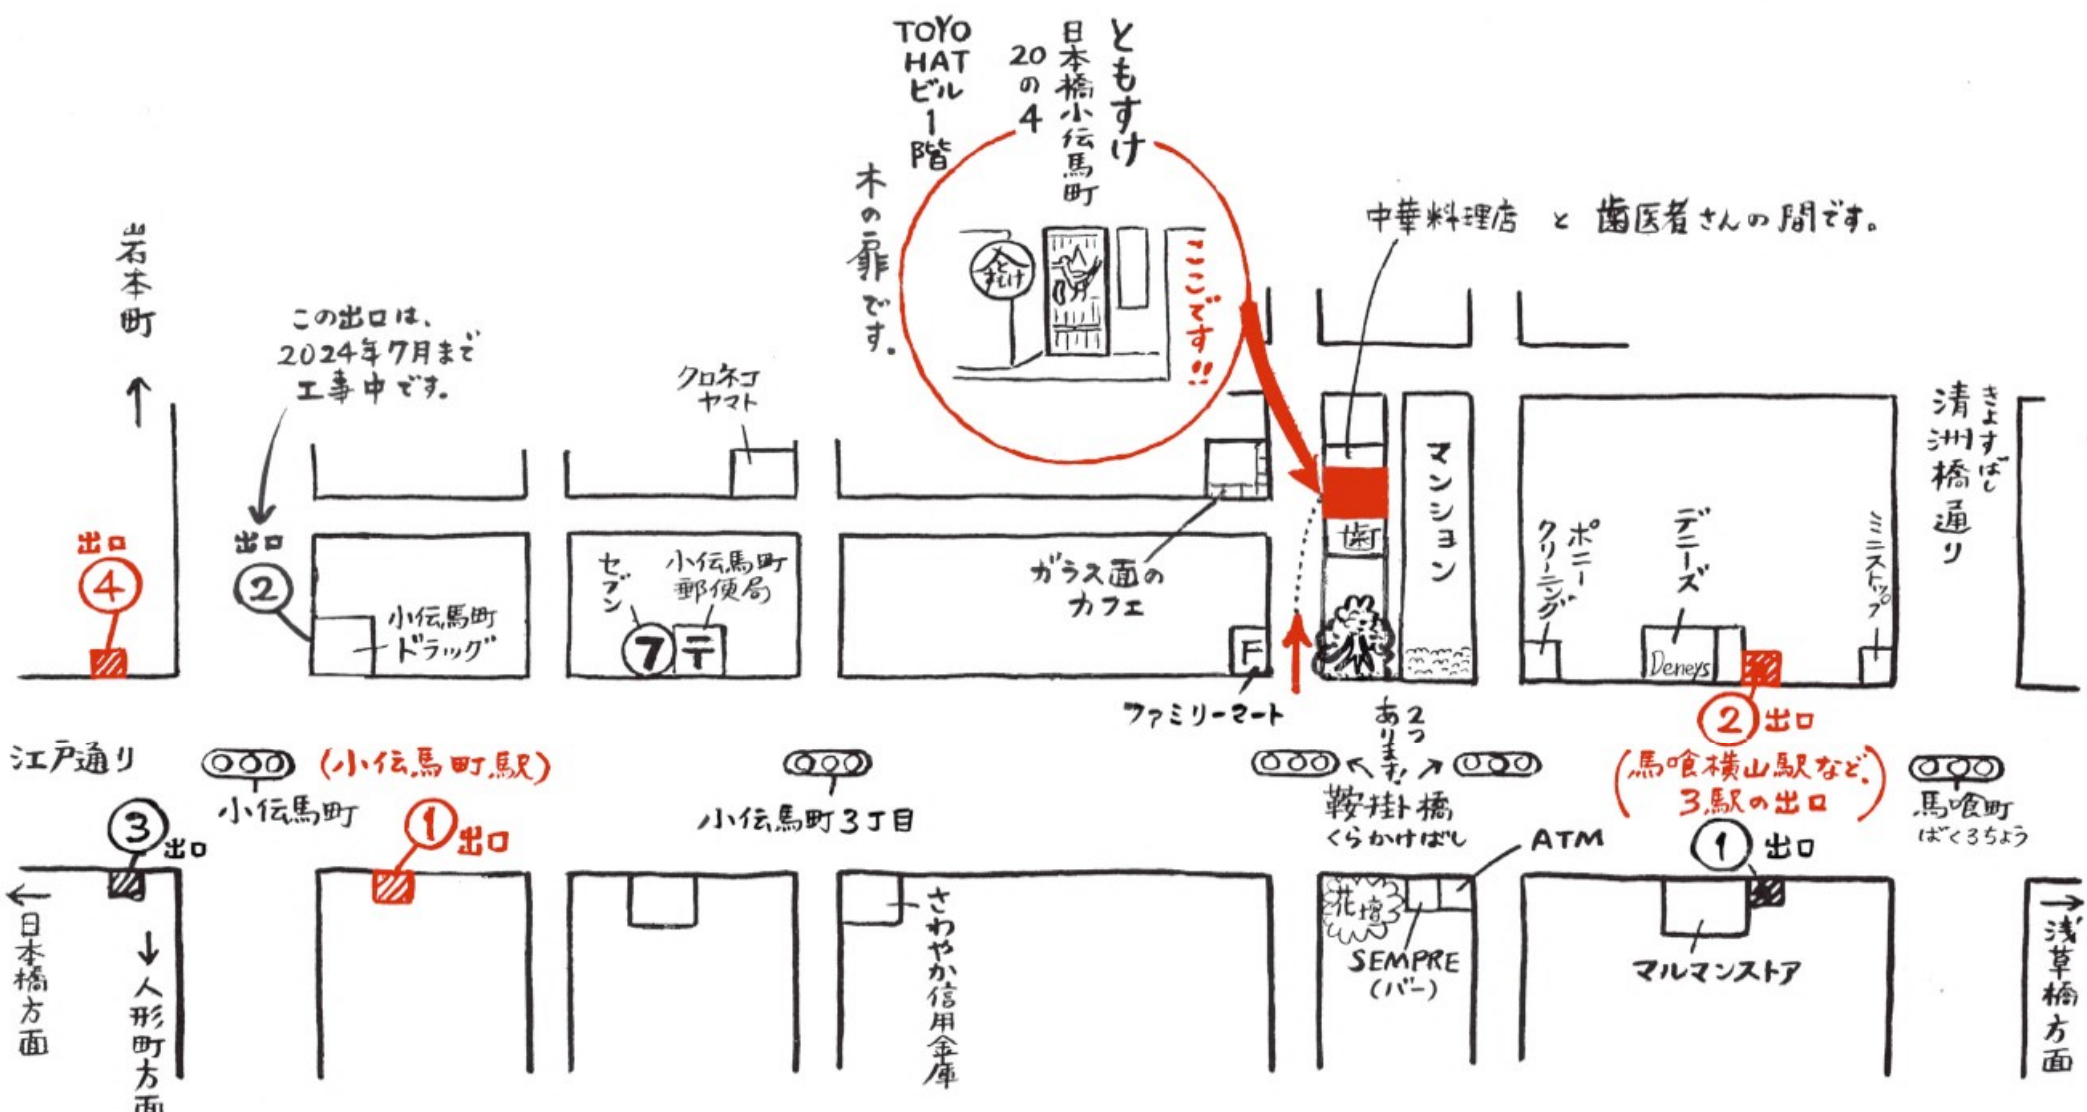 ともすけ
日本橋小伝馬町
20の4
TOYO
HAT
ビル
1
階
木の扉です。
ともすけ
ここです!!
中華料理店 と 歯医者さんの間です。
岩本町
この出口は、
2024年7月まで
工事中です。
クロネコ
ヤマト
出口
4
出口
2
小伝馬町
ドラッグ
セブン
7
小伝馬町
郵便局
〒
ガラス面の
カフェ
F
ファミリーマート
歯
マンション
ポニー
クリーニング
デニーズ
Deneys
ミニストップ
きよすばし
清洲橋通り
2 出口
(馬喰横山駅など、
3駅の出口)
江戸通り
小伝馬町
(小伝馬町駅)
小伝馬町3丁目
2つ
あります!
鞍掛橋
くらかけばし
馬喰町
ばくろちょう
3 出口
1 出口
1 出口
ATM
花壇
SEMPRE
(バー)
マルマンストア
さわやか信用金庫
日本橋方面
人形町方面
浅草橋方面